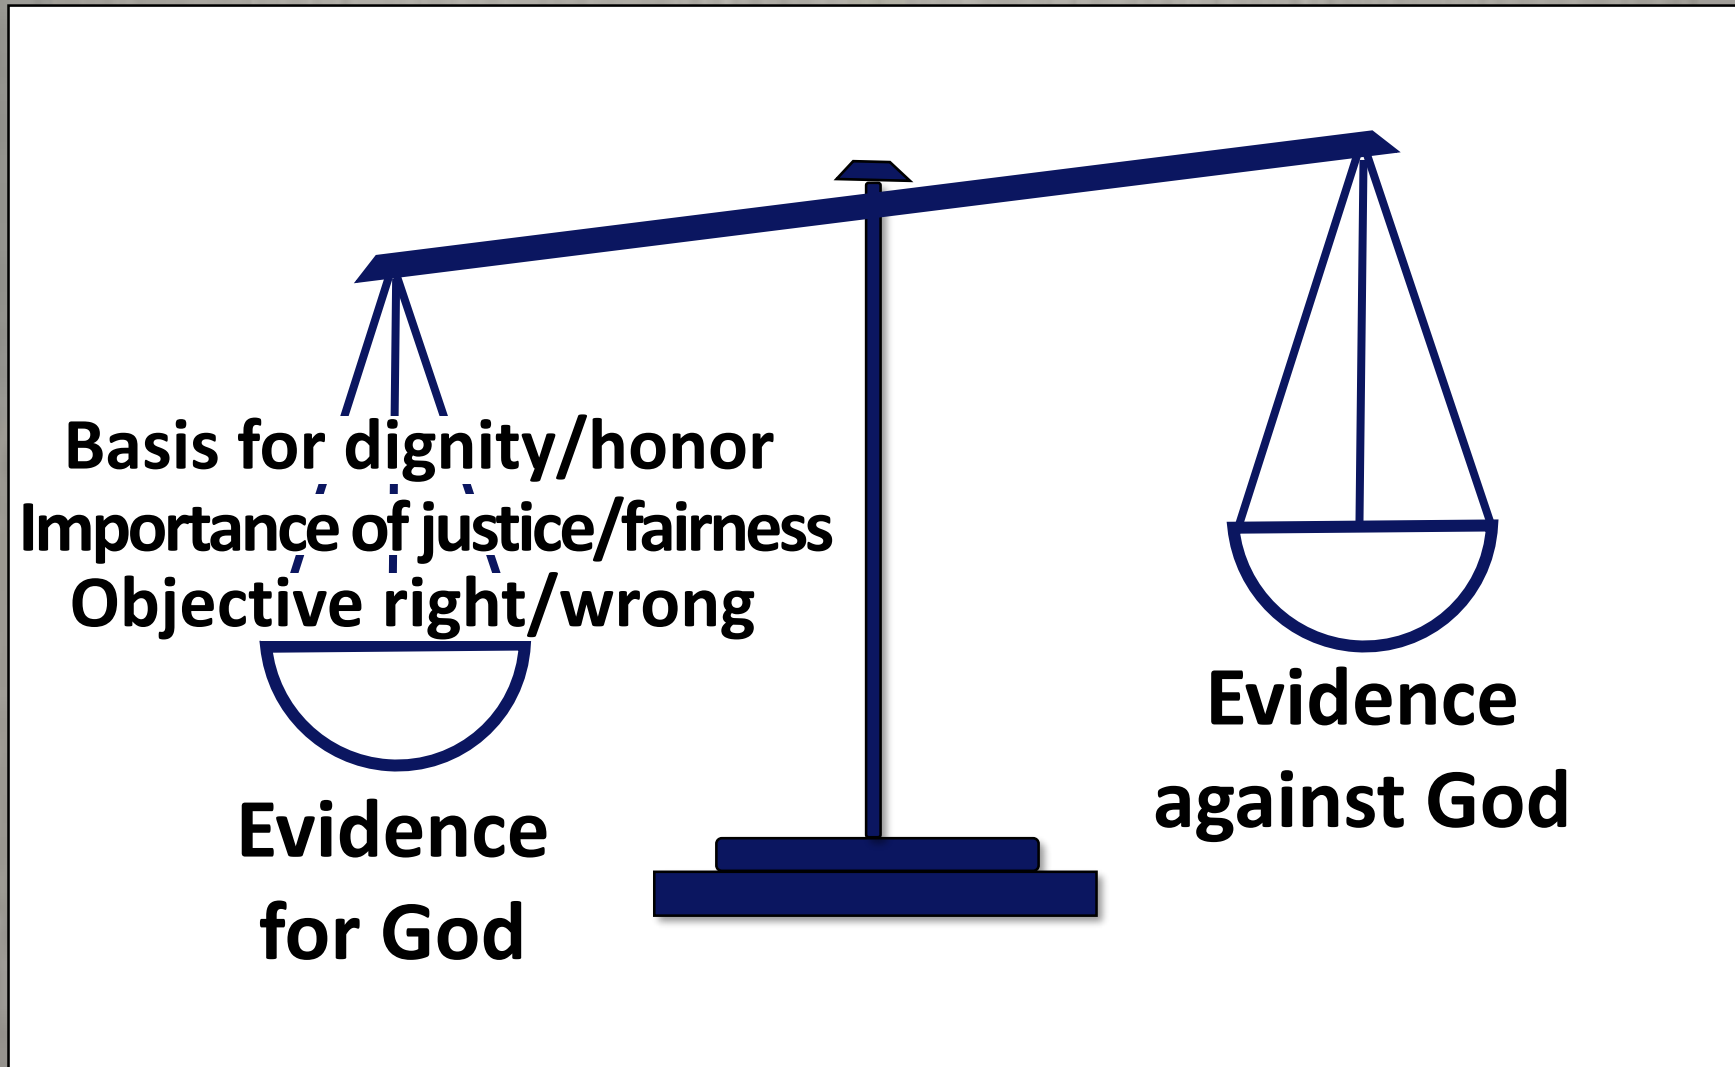 Basis for dignity/honor
Importance of justice/fairness
Objective right/wrong
Evidence
for God
Evidence
against God